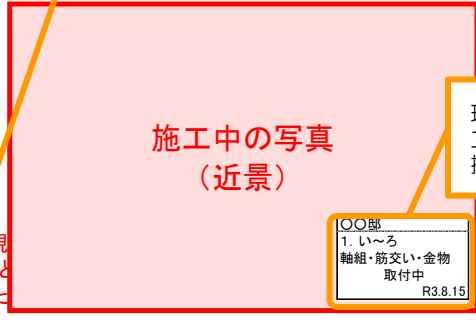 施工中の写真
（近景）
〇〇邸
1. い～ろ
軸組・筋交い・金物
取付中
R3.8.15